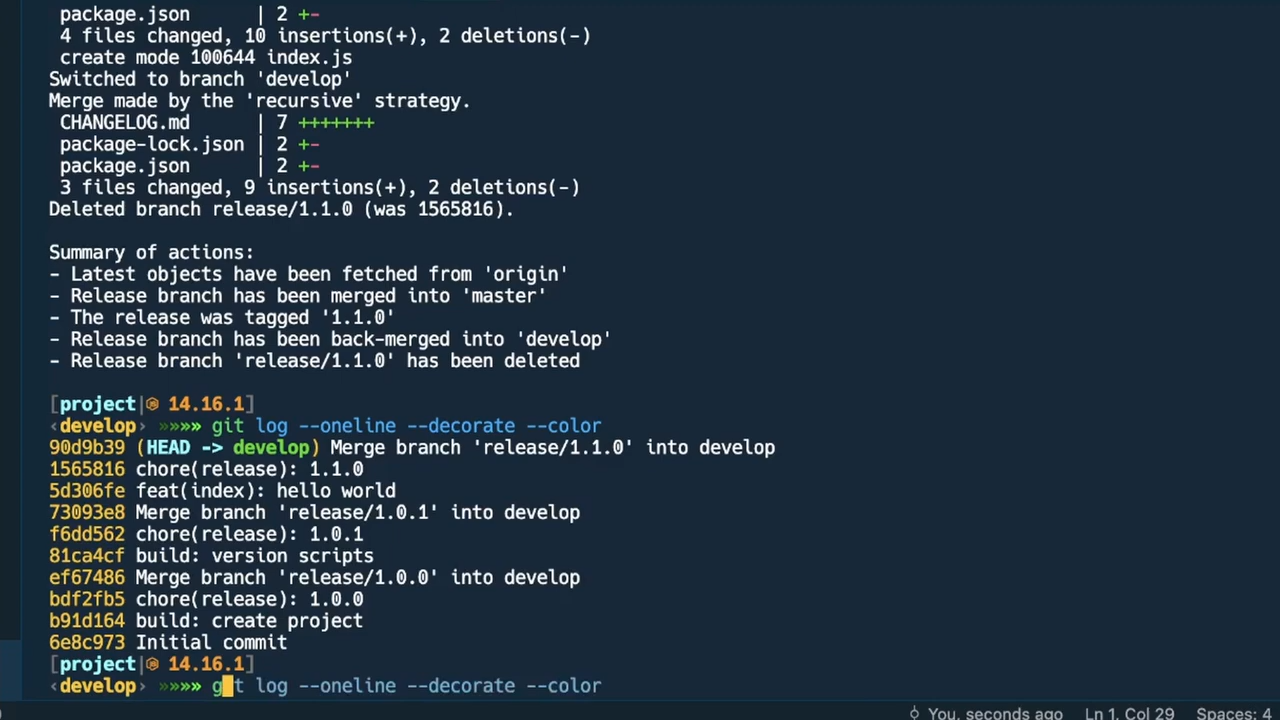 package.json      | 2 +-
4 files changed, 10 insertions(+), 2 deletions(-)
create mode 100644 index.js
Switched to branch 'develop'
Merge made by the 'recursive' strategy.
CHANGELOG.md      | 7 +++++++
package-lock.json | 2 +-
package.json      | 2 +-
3 files changed, 9 insertions(+), 2 deletions(-)
Deleted branch release/1.1.0 (was 1565816).
Summary of actions:
- Latest objects have been fetched from 'origin'
- Release branch has been merged into 'master'
- The release was tagged '1.1.0'
- Release branch has been back-merged into 'develop'
- Release branch 'release/1.1.0' has been deleted
[project|⬢ 14.16.1]
‹develop› »»»» git log --oneline --decorate --color
90d9b39 (HEAD -> develop) Merge branch 'release/1.1.0' into develop
1565816 chore(release): 1.1.0
5d306fe feat(index): hello world
73093e8 Merge branch 'release/1.0.1' into develop
f6dd562 chore(release): 1.0.1
81ca4cf build: version scripts
ef67486 Merge branch 'release/1.0.0' into develop
bdf2fb5 chore(release): 1.0.0
b91d164 build: create project
6e8c973 Initial commit
[project|⬢ 14.16.1]
‹develop› »»»» git log --oneline --decorate --color
You, seconds ago   Ln 1, Col 29   Spaces: 4